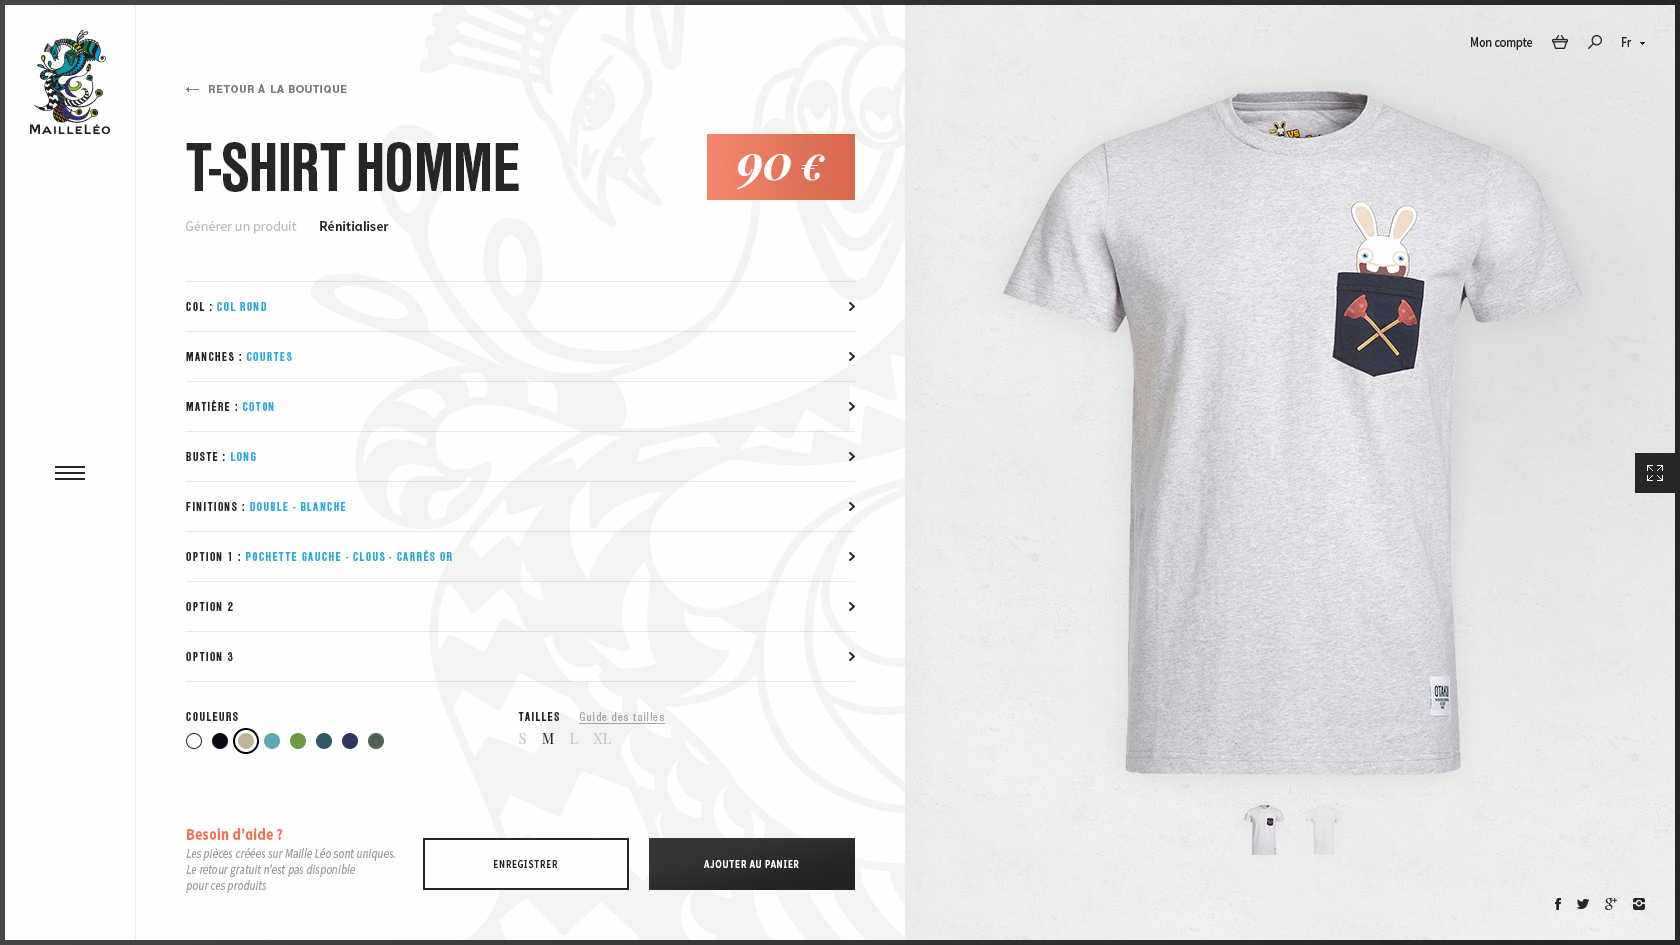 MAILLELÉO
Mon compte
Fr
RETOUR À LA BOUTIQUE
T-SHIRT HOMME
90 €
Générer un produit
Rénitialiser
COL : COL ROND
MANCHES : COURTES
MATIÈRE : COTON
BUSTE : LONG
FINITIONS : DOUBLE - BLANCHE
OPTION 1 : POCHETTE GAUCHE - CLOUS - CARRÉS OR
OPTION 2
OPTION 3
COULEURS
TAILLES
Guide des tailles
S M L XL
Besoin d'aide ?
Les pièces créées sur Maille Léo sont uniques.
Le retour gratuit n'est pas disponible
pour ces produits
ENREGISTRER
AJOUTER AU PANIER
VS